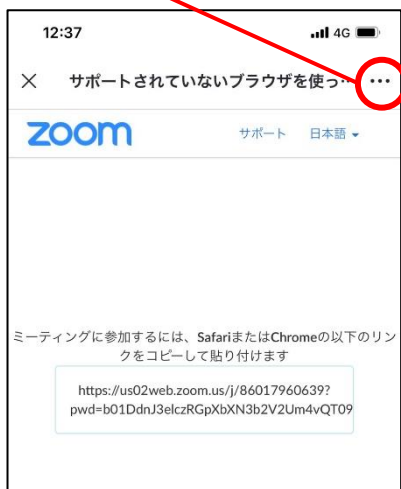 12:37 4G
× サポートされていないブラウザを使っ… •••
zoom サポート 日本語
ミーティングに参加するには、SafariまたはChromeの以下のリン
クをコピーして貼り付けます
https://us02web.zoom.us/j/86017960639?
pwd=b01DdnJ3elczRGpXbXN3b2V2Um4vQT09